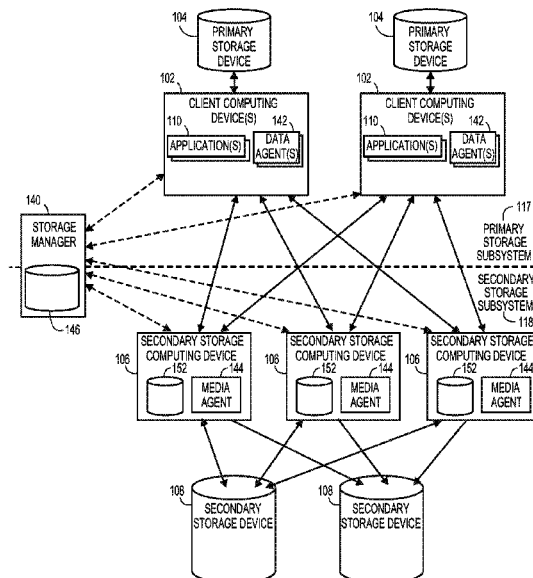 104
PRIMARY
STORAGE
DEVICE
104
PRIMARY
STORAGE
DEVICE
102
CLIENT COMPUTING
DEVICE(S)
110
142
APPLICATION(S)
DATA
AGENT(S)
102
CLIENT COMPUTING
DEVICE(S)
110
142
APPLICATION(S)
DATA
AGENT(S)
140
STORAGE
MANAGER
146
117
PRIMARY
STORAGE
SUBSYSTEM
SECONDARY
STORAGE
SUBSYSTEM
118
SECONDARY STORAGE
COMPUTING DEVICE
106
152
144
MEDIA
AGENT
SECONDARY STORAGE
COMPUTING DEVICE
106
152
144
MEDIA
AGENT
SECONDARY STORAGE
COMPUTING DEVICE
106
152
144
MEDIA
AGENT
108
SECONDARY
STORAGE DEVICE
108
SECONDARY
STORAGE DEVICE